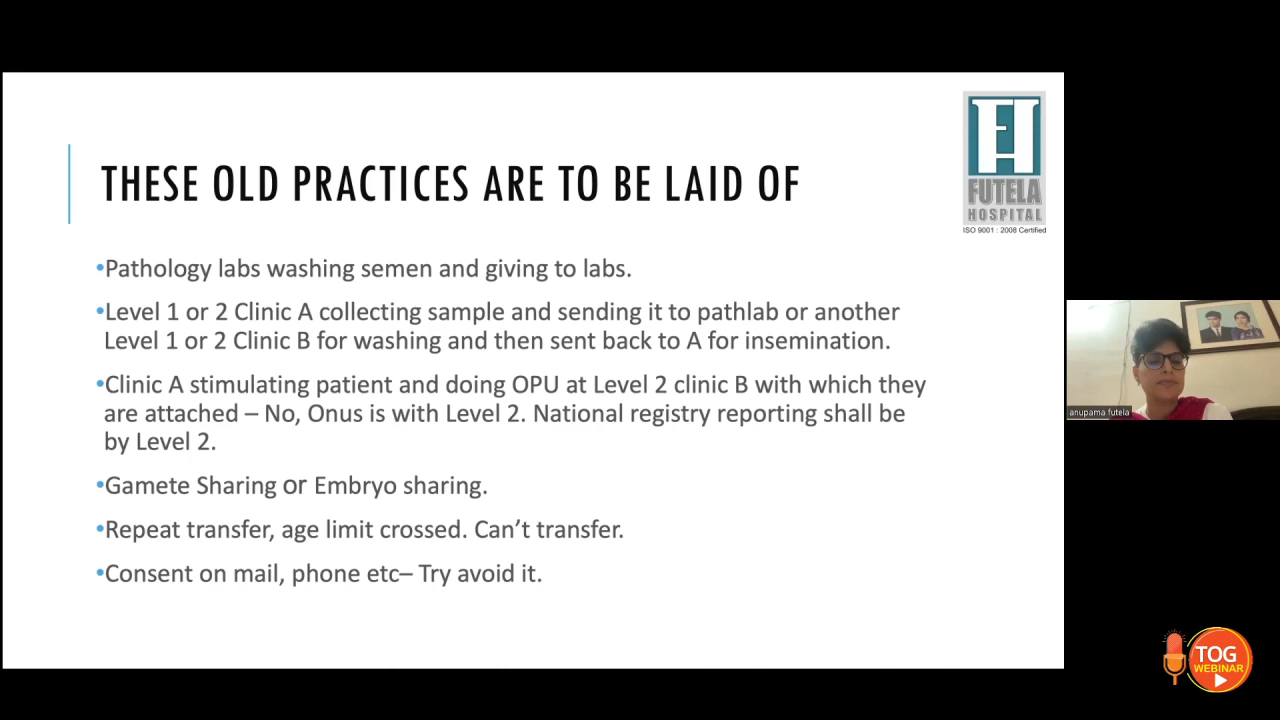 THESE OLD PRACTICES ARE TO BE LAID OF
FUTELA
HOSPITAL
ISO 9001 : 2008 Certified
•Pathology labs washing semen and giving to labs.
•Level 1 or 2 Clinic A collecting sample and sending it to pathlab or another
Level 1 or 2 Clinic B for washing and then sent back to A for insemination.
•Clinic A stimulating patient and doing OPU at Level 2 clinic B with which they
are attached – No, Onus is with Level 2. National registry reporting shall be
by Level 2.
•Gamete Sharing or Embryo sharing.
•Repeat transfer, age limit crossed. Can’t transfer.
•Consent on mail, phone etc– Try avoid it.
anupama futela
TOG
WEBINAR